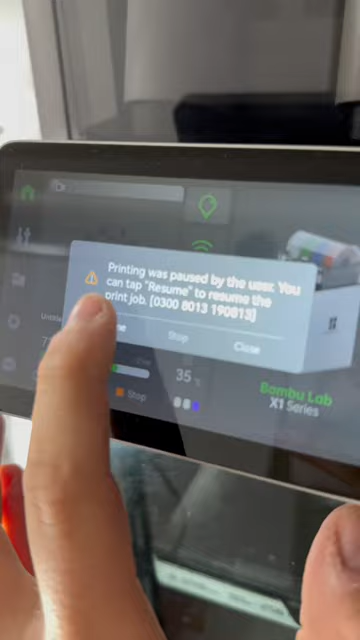 Printing was paused by the user. You
can tap "Resume" to resume the
print job. [0300 8013 190813]
Stop
Close
35
Stop
Bambu Lab
X1 Series